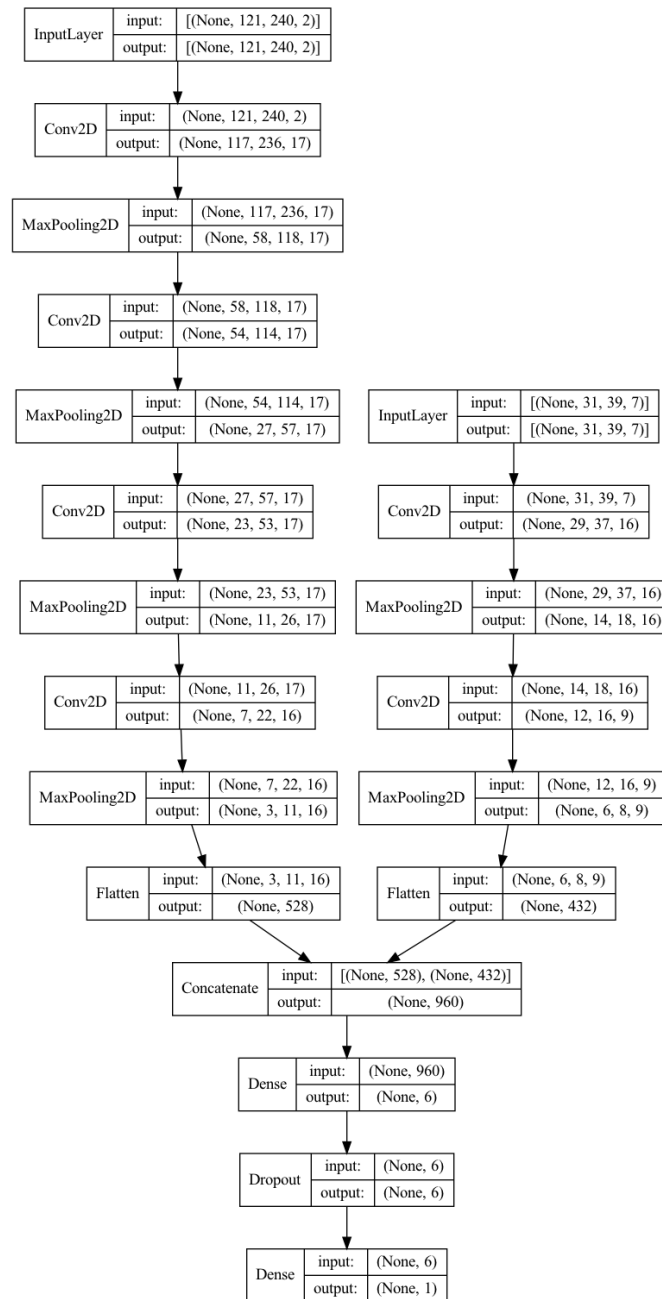 InputLayer
input: [(None, 121, 240, 2)]
output: [(None, 121, 240, 2)]
Conv2D
input: (None, 121, 240, 2)
output: (None, 117, 236, 17)
MaxPooling2D
input: (None, 117, 236, 17)
output: (None, 58, 118, 17)
Conv2D
input: (None, 58, 118, 17)
output: (None, 54, 114, 17)
MaxPooling2D
input: (None, 54, 114, 17)
output: (None, 27, 57, 17)
Conv2D
input: (None, 27, 57, 17)
output: (None, 23, 53, 17)
MaxPooling2D
input: (None, 23, 53, 17)
output: (None, 11, 26, 17)
Conv2D
input: (None, 11, 26, 17)
output: (None, 7, 22, 16)
MaxPooling2D
input: (None, 7, 22, 16)
output: (None, 3, 11, 16)
Flatten
input: (None, 3, 11, 16)
output: (None, 528)
InputLayer
input: [(None, 31, 39, 7)]
output: [(None, 31, 39, 7)]
Conv2D
input: (None, 31, 39, 7)
output: (None, 29, 37, 16)
MaxPooling2D
input: (None, 29, 37, 16)
output: (None, 14, 18, 16)
Conv2D
input: (None, 14, 18, 16)
output: (None, 12, 16, 9)
MaxPooling2D
input: (None, 12, 16, 9)
output: (None, 6, 8, 9)
Flatten
input: (None, 6, 8, 9)
output: (None, 432)
Concatenate
input: [(None, 528), (None, 432)]
output: (None, 960)
Dense
input: (None, 960)
output: (None, 6)
Dropout
input: (None, 6)
output: (None, 6)
Dense
input: (None, 6)
output: (None, 1)